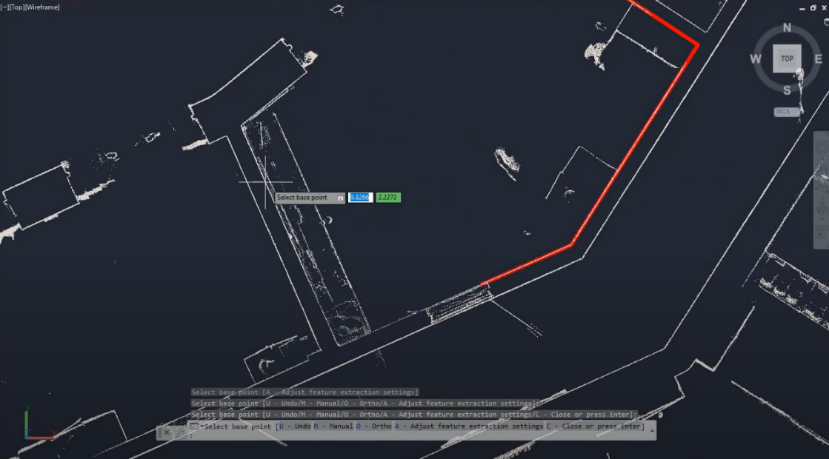 [−][Top][Wireframe]
N
W
TOP
E
S
WCS
Select base point
2.2272
Select base point [A - Adjust feature extraction settings]
Select base point [U - Undo/M - Manual/O - Ortho/A - Adjust feature extraction settings]:
Select base point [U - Undo/M - Manual/O - Ortho/A - Adjust feature extraction settings/C - Close or press Enter]:
Select base point [U - Undo M - Manual O - Ortho A - Adjust feature extraction settings C - Close or press Enter]
: